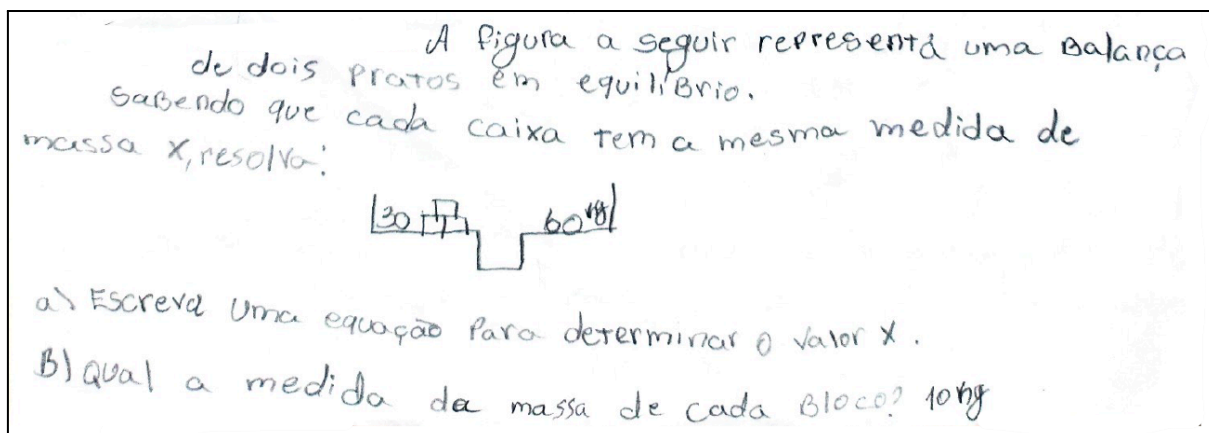 A figura a seguir representa uma Balança
de dois pratos em equilíBrio.
saBendo que cada caixa tem a mesma medida de
massa x, resolva:
30 60 kg
a) Escreva uma equação Para determinar o valor x.
B) Qual a medida da massa de cada Bloco? 10 kg